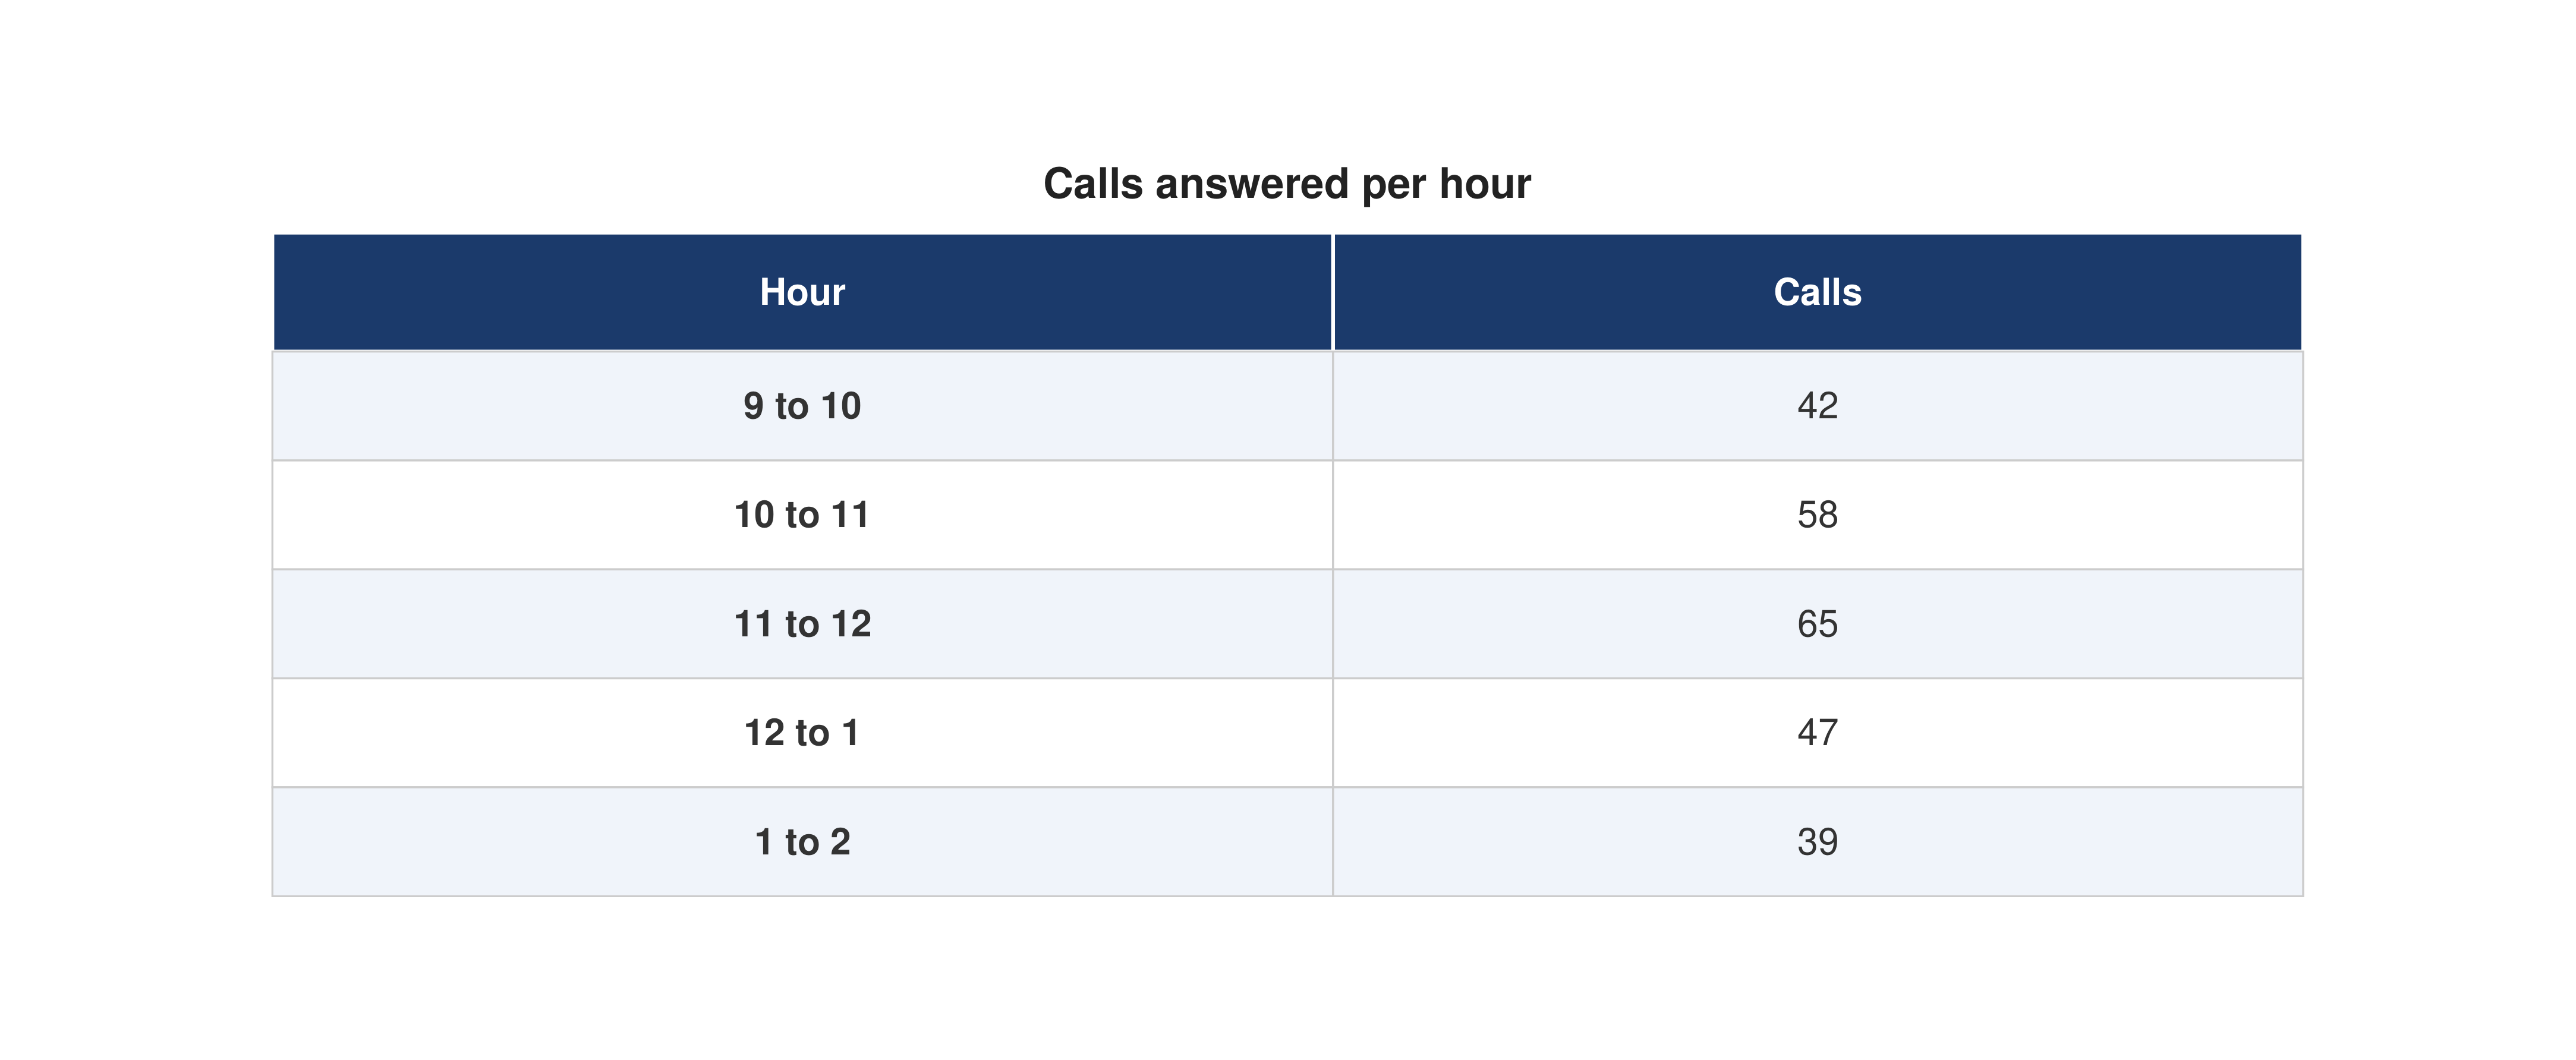 Calls answered per hour
Hour Calls
9 to 10 42
10 to 11 58
11 to 12 65
12 to 1 47
1 to 2 39